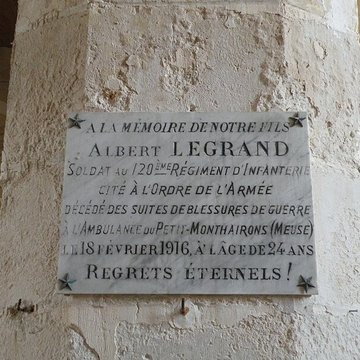 A LA MÉMOIRE DE NOTRE FILS
ALBERT LEGRAND
SOLDAT AU 120ÈME RÉGIMENT D'INFANTERIE
CITÉ À L'ORDRE DE L'ARMÉE
DÉCÉDÉ DES SUITES DE BLESSURES DE GUERRE
À L'AMBULANCE DU PETIT-MONTHAIRONS (MEUSE)
LE 18 FÉVRIER 1916, À L'ÂGE DE 24 ANS
REGRETS ÉTERNELS !